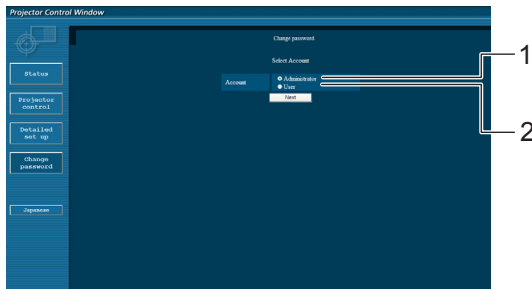 Projector Control Window
Change password
Select Account
Account
Administrator
User
Next
Status
Projector
control
Detailed
set up
Change
password
Japanese
1
2